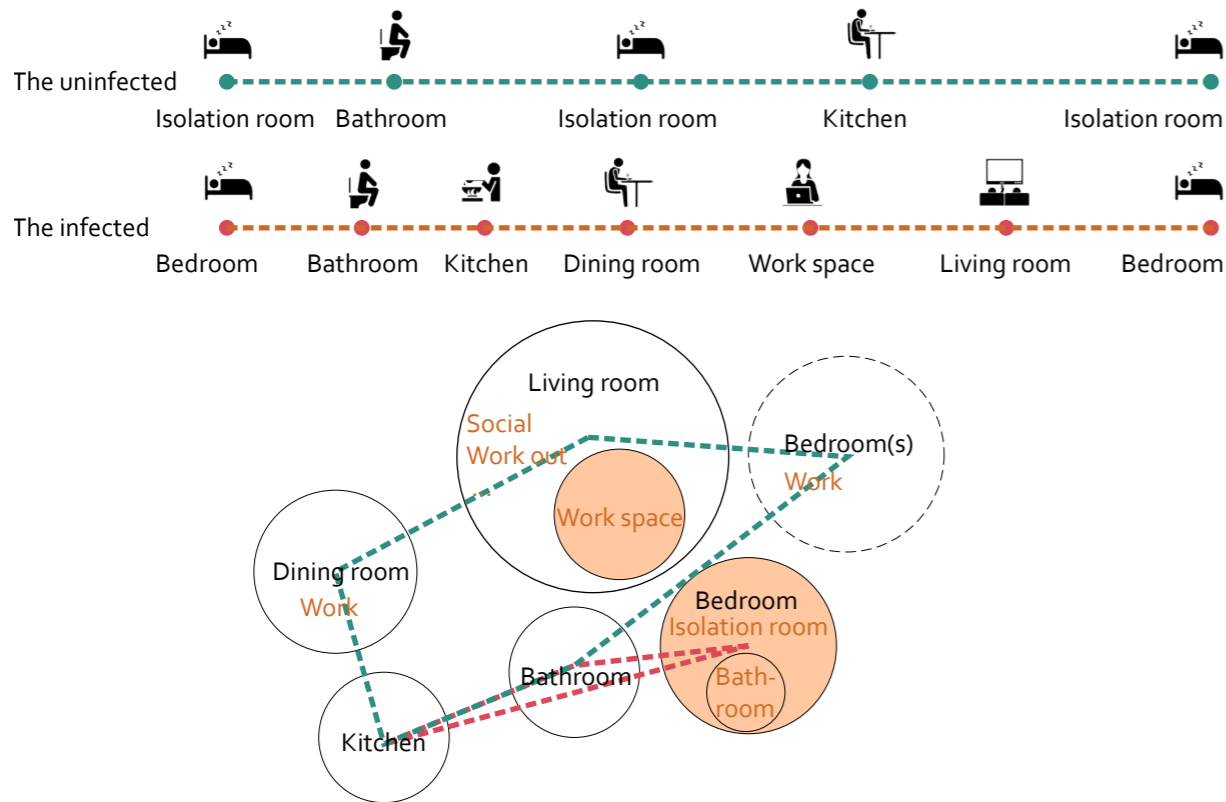 The uninfected
Isolation room
Bathroom
Isolation room
Kitchen
Isolation room
The infected
Bedroom
Bathroom
Kitchen
Dining room
Work space
Living room
Bedroom
Living room
Social
Work out
...
Work space
Bedroom(s)
Work
Dining room
Work
Bedroom
Isolation room
Bath-
room
Bathroom
Kitchen